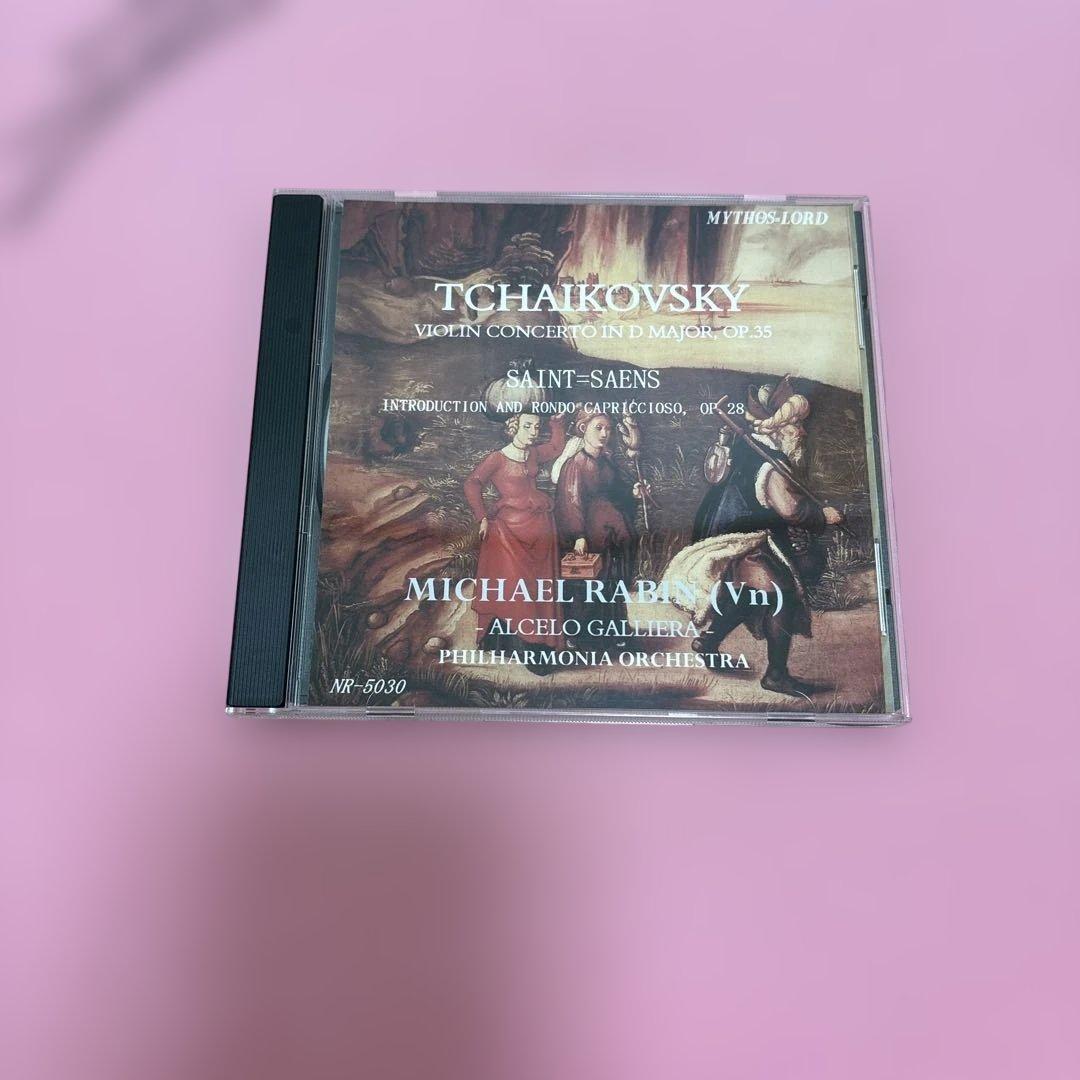 MYTHOS=LORD
TCHAIKOVSKY
VIOLIN CONCERTO IN D MAJOR, OP.35
SAINT=SAENS
INTRODUCTION AND RONDO CAPRICCIOSO, OP.28
MICHAEL RABIN (Vn)
- ALCELO GALLIERA -
PHILHARMONIA ORCHESTRA
NR-5030